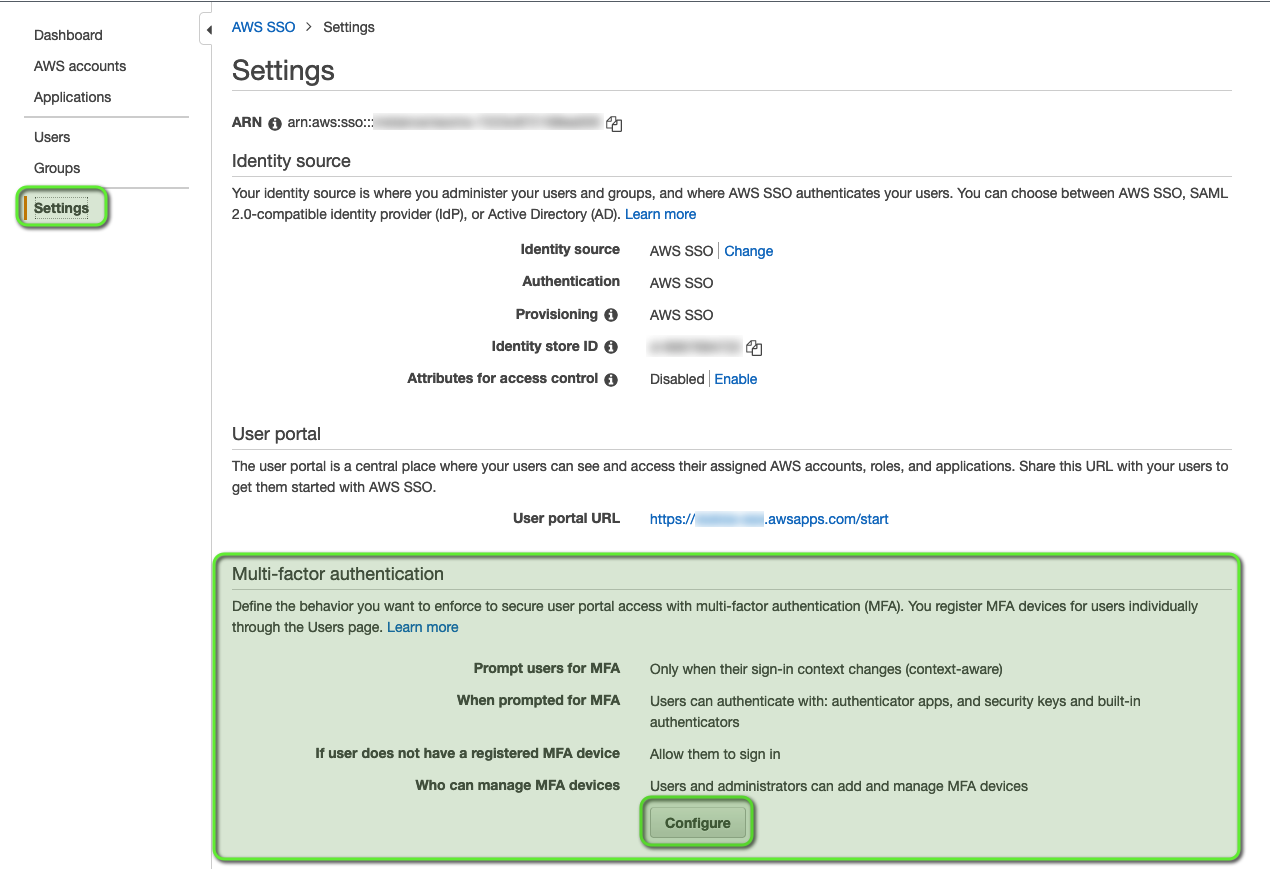 Dashboard
AWS accounts
Applications
Users
Groups
Settings
AWS SSO > Settings
Settings
ARN arn:aws:sso:::
Identity source
Your identity source is where you administer your users and groups, and where AWS SSO authenticates your users. You can choose between AWS SSO, SAML
2.0-compatible identity provider (IdP), or Active Directory (AD). Learn more
Identity source AWS SSO | Change
Authentication AWS SSO
Provisioning AWS SSO
Identity store ID
Attributes for access control Disabled | Enable
User portal
The user portal is a central place where your users can see and access their assigned AWS accounts, roles, and applications. Share this URL with your users to
get them started with AWS SSO.
User portal URL https:// .awsapps.com/start
Multi-factor authentication
Define the behavior you want to enforce to secure user portal access with multi-factor authentication (MFA). You register MFA devices for users individually
through the Users page. Learn more
Prompt users for MFA Only when their sign-in context changes (context-aware)
When prompted for MFA Users can authenticate with: authenticator apps, and security keys and built-in
authenticators
If user does not have a registered MFA device Allow them to sign in
Who can manage MFA devices Users and administrators can add and manage MFA devices
Configure